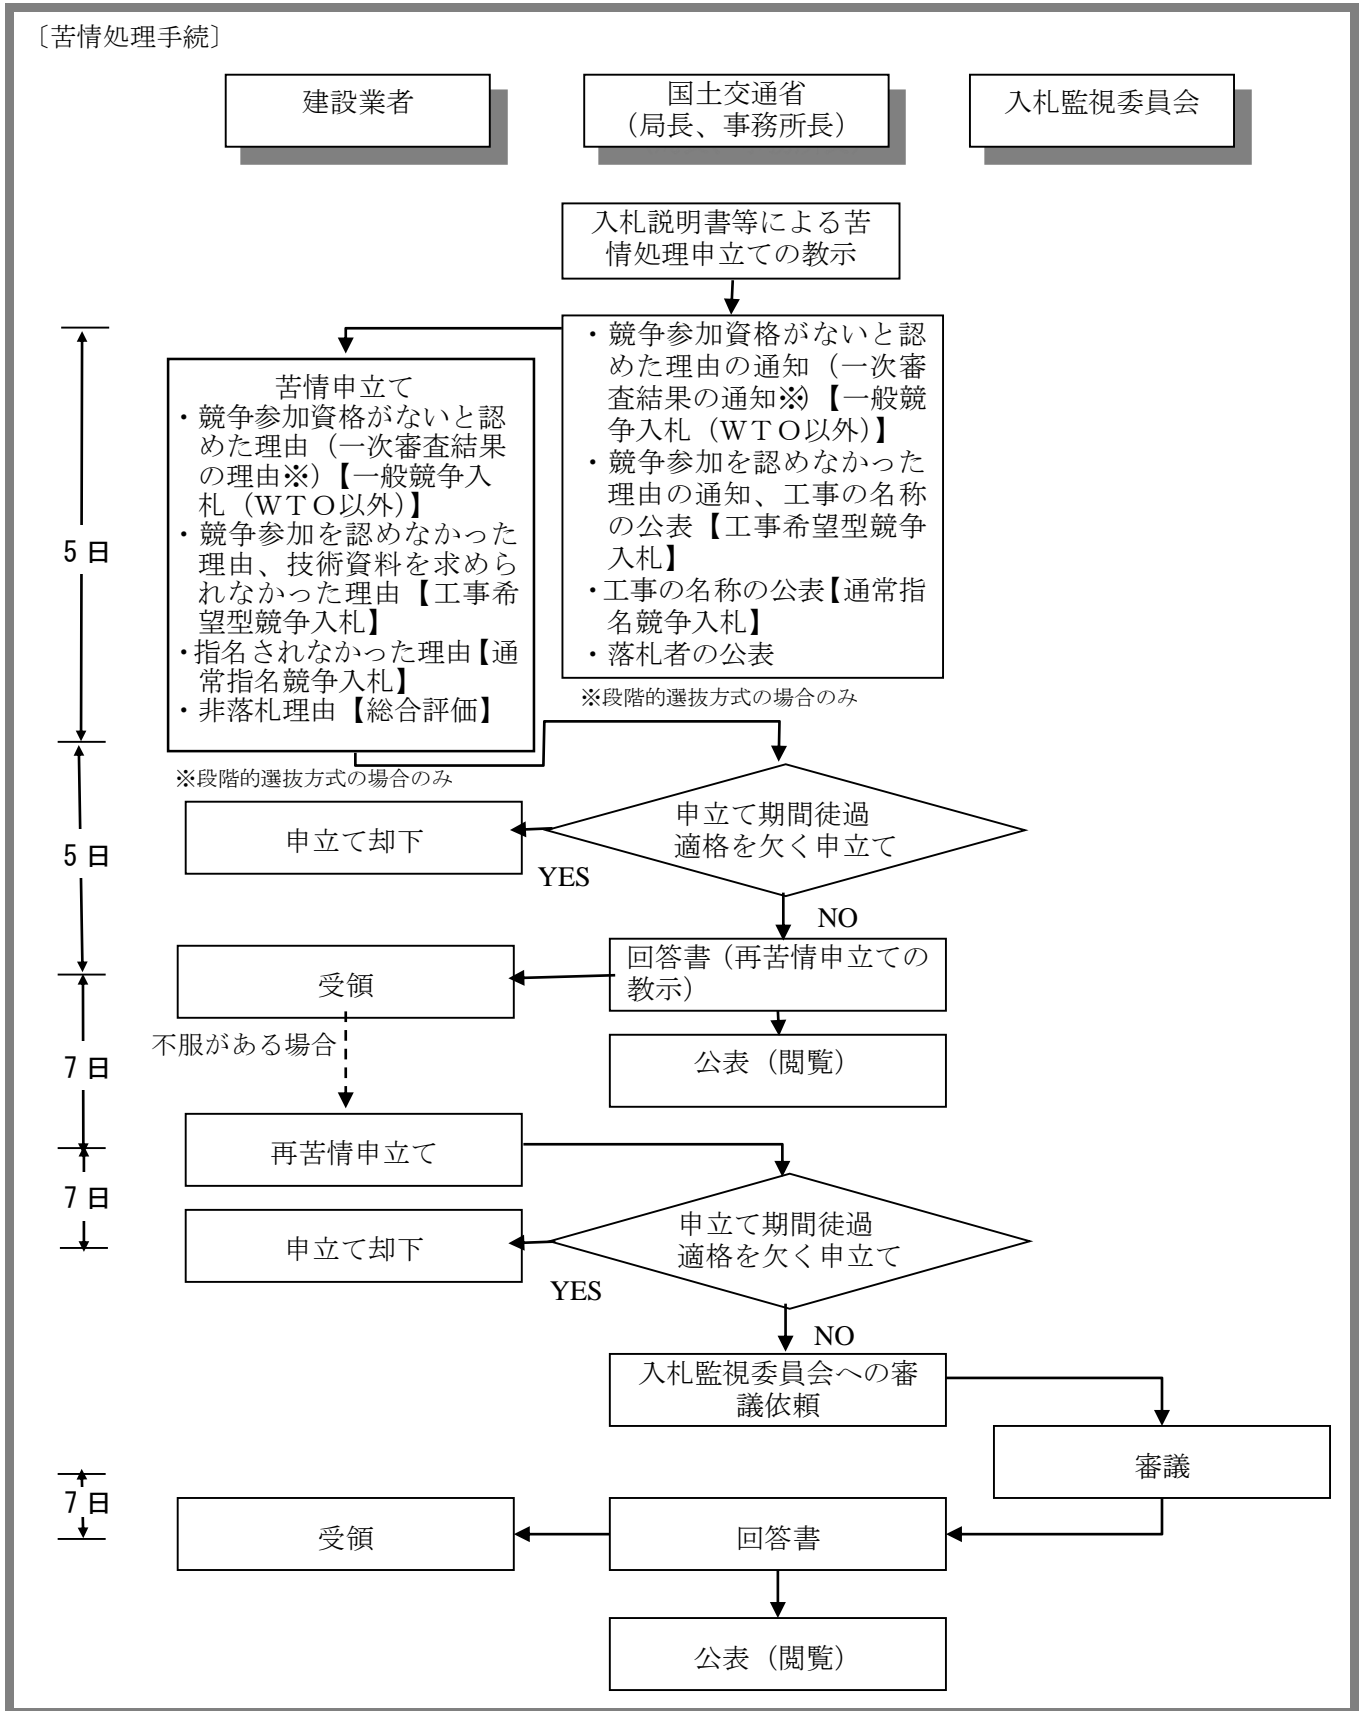 〔苦情処理手続〕
建設業者
国土交通省
（局長、事務所長）
入札監視委員会
入札説明書等による苦
情処理申立ての教示
・競争参加資格がないと認
めた理由の通知（一次審
査結果の通知※）【一般競
争入札（ＷＴＯ以外）】
・競争参加を認めなかった
理由の通知、工事の名称
の公表【工事希望型競争
入札】
・工事の名称の公表【通常指
名競争入札】
・落札者の公表
※段階的選抜方式の場合のみ
苦情申立て
・競争参加資格がないと認
めた理由（一次審査結果
の理由※）【一般競争入
札（ＷＴＯ以外）】
・競争参加を認めなかった
理由、技術資料を求めら
れなかった理由【工事希
望型競争入札】
・指名されなかった理由【通
常指名競争入札】
・非落札理由【総合評価】
※段階的選抜方式の場合のみ
5 日
申立て期間徒過
適格を欠く申立て
申立て却下
YES
NO
5 日
回答書（再苦情申立ての
教示）
受領
不服がある場合
公表（閲覧）
7 日
再苦情申立て
7 日
申立て期間徒過
適格を欠く申立て
申立て却下
YES
NO
入札監視委員会への審
議依頼
審議
7 日
受領
回答書
公表（閲覧）